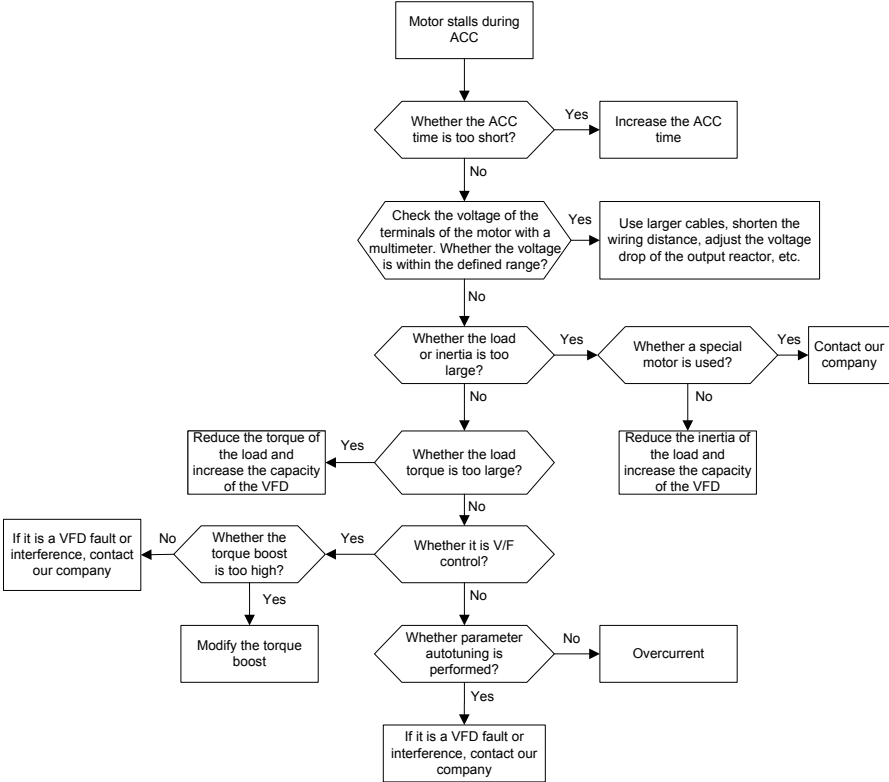 Motor stalls during
ACC
Whether the ACC
time is too short?
Yes
Increase the ACC
time
No
Check the voltage of the
terminals of the motor with a
multimeter. Whether the voltage
is within the defined range?
Yes
Use larger cables, shorten the
wiring distance, adjust the voltage
drop of the output reactor, etc.
No
Whether the load
or inertia is too
large?
Yes
Whether a special
motor is used?
Yes
Contact our
company
No
No
Reduce the torque of
the load and
increase the capacity
of the VFD
Yes
Whether the load
torque is too large?
Reduce the inertia of
the load and
increase the capacity
of the VFD
No
If it is a VFD fault or
interference, contact
our company
No
Whether the
torque boost
is too high?
Yes
Whether it is V/F
control?
Yes
No
Modify the torque
boost
Whether parameter
autotuning is
performed?
No
Overcurrent
Yes
If it is a VFD fault or
interference, contact our
company